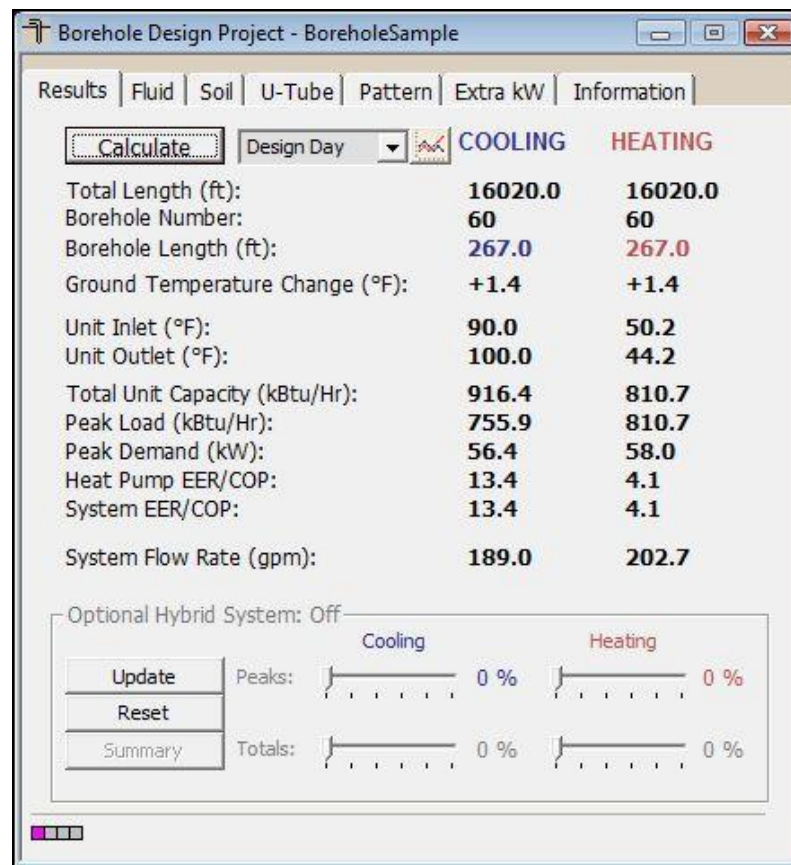 Borehole Design Project - BoreholeSample
Results Fluid Soil U-Tube Pattern Extra kW Information
Calculate Design Day COOLING HEATING
Total Length (ft): 16020.0 16020.0
Borehole Number: 60 60
Borehole Length (ft): 267.0 267.0
Ground Temperature Change (°F): +1.4 +1.4
Unit Inlet (°F): 90.0 50.2
Unit Outlet (°F): 100.0 44.2
Total Unit Capacity (kBtu/Hr): 916.4 810.7
Peak Load (kBtu/Hr): 755.9 810.7
Peak Demand (kW): 56.4 58.0
Heat Pump EER/COP: 13.4 4.1
System EER/COP: 13.4 4.1
System Flow Rate (gpm): 189.0 202.7
Optional Hybrid System: Off
Cooling Heating
Update Peaks: 0 % 0 %
Reset
Summary Totals: 0 % 0 %